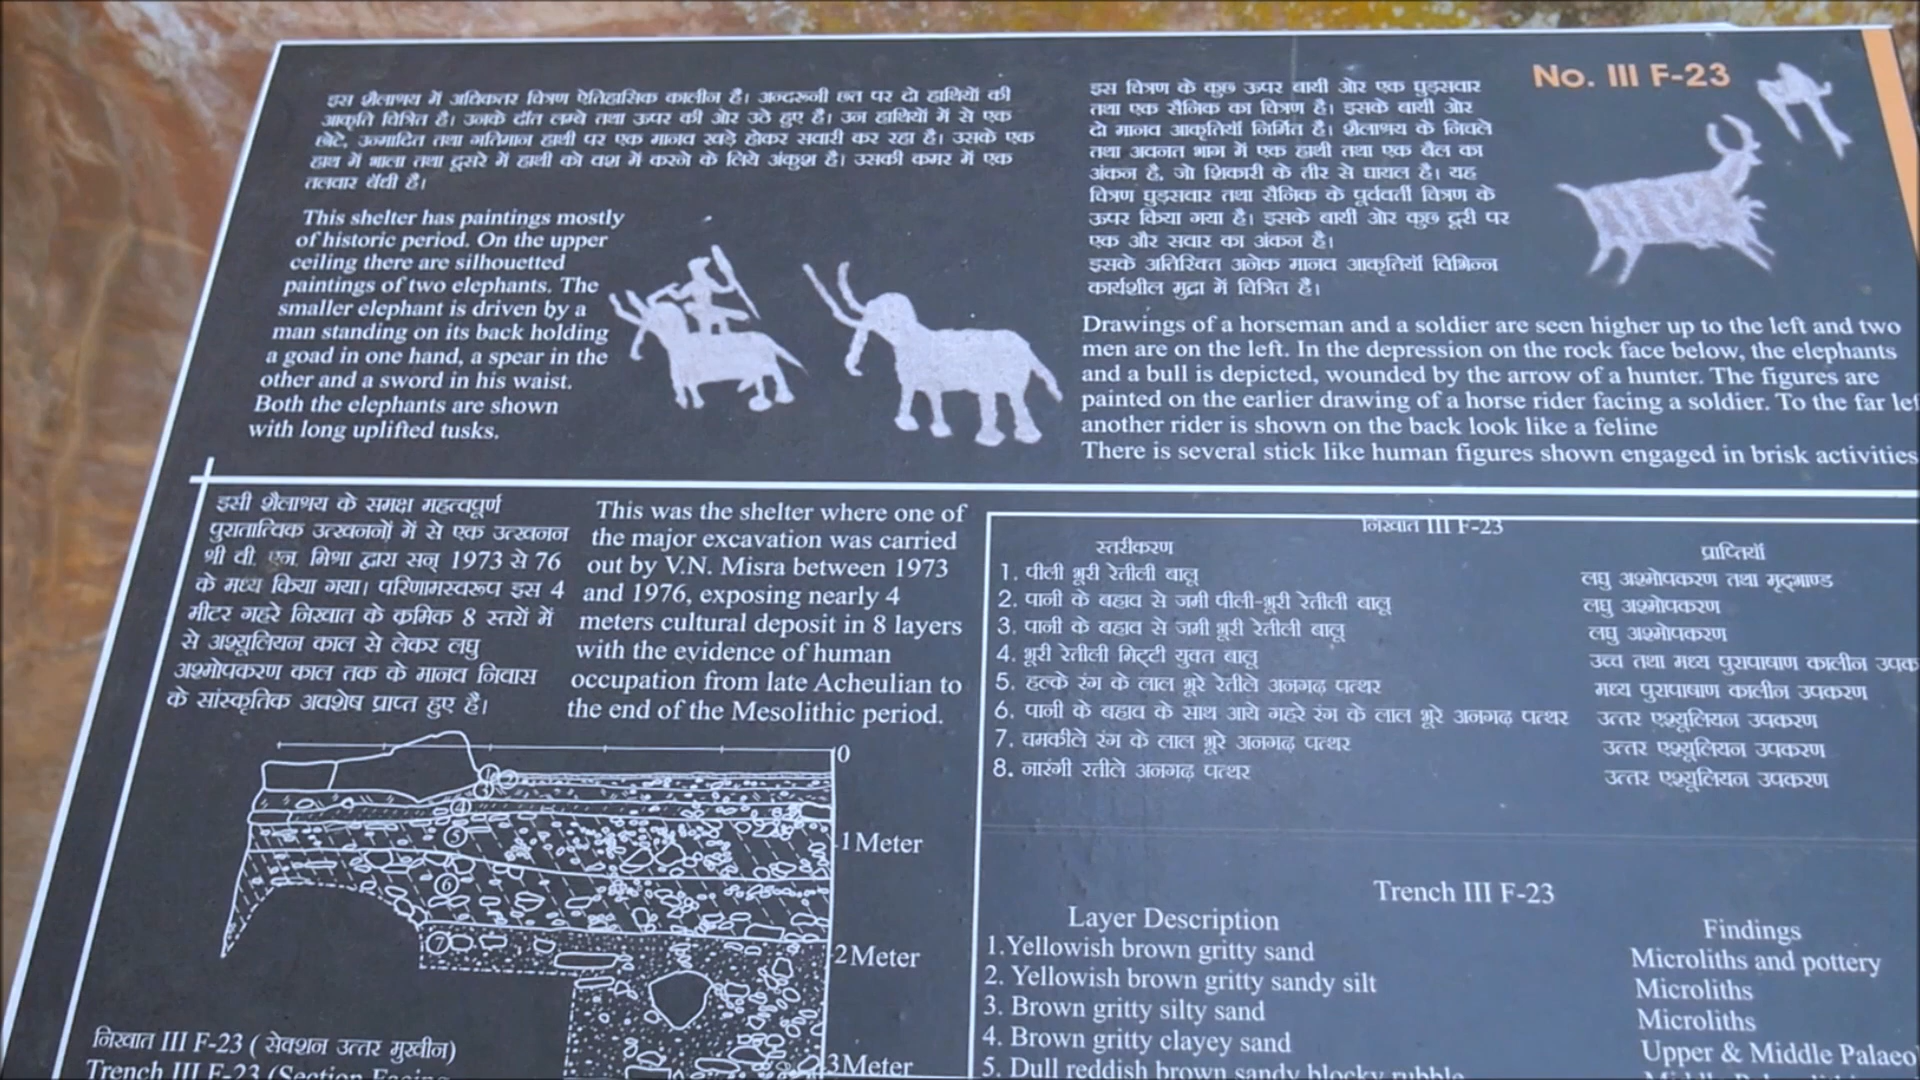 No. III F-23
इस शैलाश्रय में अधिकतर चित्रण ऐतिहासिक कालीन है। अन्दरूनी छत पर दो हाथियों की
आकृति चित्रित है। उनके दाँत लम्बे तथा ऊपर की ओर उठे हुए है। उन हाथियों में से एक
छोटे, उन्मादित तथा गतिमान हाथी पर एक मानव खड़े होकर सवारी कर रहा है। उसके एक
हाथ में भाला तथा दूसरे में हाथी को वश में करने के लिये अंकुश है। उसकी कमर में एक
तलवार बँधी है।
This shelter has paintings mostly
of historic period. On the upper
ceiling there are silhouetted
paintings of two elephants. The
smaller elephant is driven by a
man standing on its back holding
a goad in one hand, a spear in the
other and a sword in his waist.
Both the elephants are shown
with long uplifted tusks.
इस चित्रण के कुछ ऊपर बायी ओर एक घुड़सवार
तथा एक सैनिक का चित्रण है। इसके बायी ओर
दो मानव आकृतियाँ निर्मित है। शैलाश्रय के निचले
तथा अवनत भाग में एक हाथी तथा एक बैल का
अंकन है, जो शिकारी के तीर से घायल है। यह
चित्रण घुड़सवार तथा सैनिक के पूर्ववर्ती चित्रण के
ऊपर किया गया है। इसके बायी ओर कुछ दूरी पर
एक और सवार का अंकन है।
इसके अतिरिक्त अनेक मानव आकृतियाँ विभिन्न
कार्यशील मुद्रा में चित्रित है।
Drawings of a horseman and a soldier are seen higher up to the left and two
men are on the left. In the depression on the rock face below, the elephants
and a bull is depicted, wounded by the arrow of a hunter. The figures are
painted on the earlier drawing of a horse rider facing a soldier. To the far lef
another rider is shown on the back look like a feline
There is several stick like human figures shown engaged in brisk activities
इसी शैलाश्रय के समक्ष महत्वपूर्ण
पुरातात्विक उत्खननों में से एक उत्खनन
श्री वी. एन. मिश्रा द्वारा सन् 1973 से 76
के मध्य किया गया। परिणामस्वरूप इस 4
मीटर गहरे निखात के क्रमिक 8 स्तरों में
से अश्यूलियन काल से लेकर लघु
अश्मोपकरण काल तक के मानव निवास
के सांस्कृतिक अवशेष प्राप्त हुए है।
This was the shelter where one of
the major excavation was carried
out by V.N. Misra between 1973
and 1976, exposing nearly 4
meters cultural deposit in 8 layers
with the evidence of human
occupation from late Acheulian to
the end of the Mesolithic period.
निखात III F-23
स्तरीकरण प्राप्तियाँ
1. पीली भूरी रेतीली बालू लघु अश्मोपकरण तथा मृद्भाण्ड
2. पानी के बहाव से जमी पीली-भूरी रेतीली बालू लघु अश्मोपकरण
3. पानी के बहाव से जमी भूरी रेतीली बालू लघु अश्मोपकरण
4. भूरी रेतीली मिट्टी युक्त बालू उच्च तथा मध्य पुरापाषाण कालीन उपक
5. हल्के रंग के लाल भूरे रेतीले अनगढ़ पत्थर मध्य पुरापाषाण कालीन उपकरण
6. पानी के बहाव के साथ आये गहरे रंग के लाल भूरे अनगढ़ पत्थर उत्तर एश्यूलियन उपकरण
7. चमकीले रंग के लाल भूरे अनगढ़ पत्थर उत्तर एश्यूलियन उपकरण
8. नारंगी रतीले अनगढ़ पत्थर उत्तर एश्यूलियन उपकरण
0
3
4
5
1 Meter
6
7
2 Meter
3 Meter
निखात III F-23 ( सेक्शन उत्तर मुखीन)
Trench III F-23 (Section Facing
Trench III F-23
Layer Description Findings
1.Yellowish brown gritty sand Microliths and pottery
2. Yellowish brown gritty sandy silt Microliths
3. Brown gritty silty sand Microliths
4. Brown gritty clayey sand Upper & Middle Palaeo
5. Dull reddish brown sandy blocky rubble